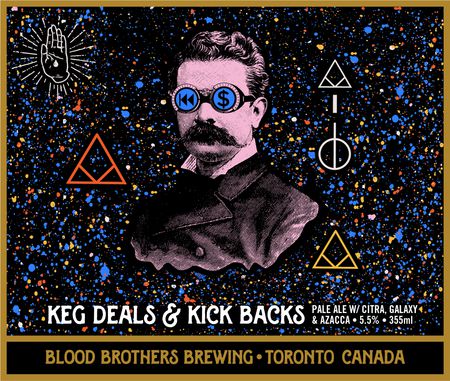 $
KEG DEALS & KICK BACKS
PALE ALE W/ CITRA, GALAXY
& AZACCA • 5.5% • 355ml
BLOOD BROTHERS BREWING • TORONTO CANADA